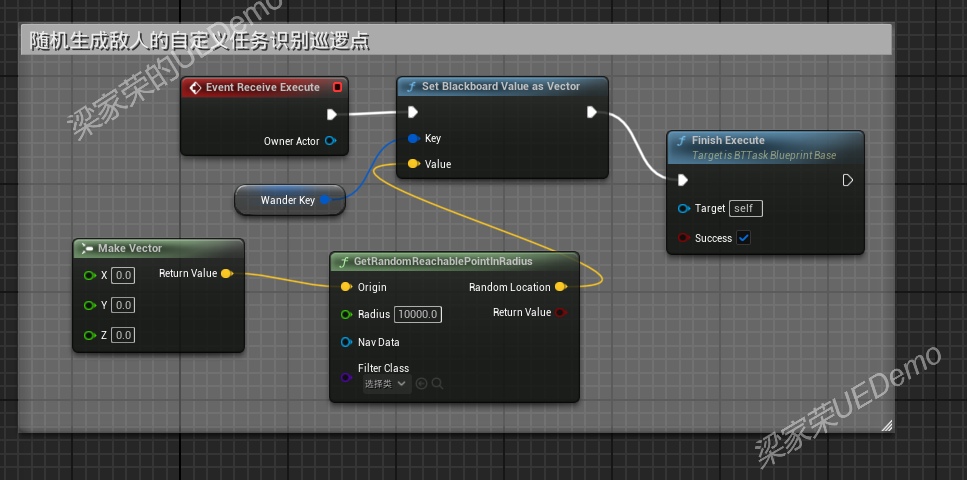 随机生成敌人的自定义任务识别巡逻点
梁家荣的UEDemo
Event Receive Execute
Owner Actor
Set Blackboard Value as Vector
Key
Value
Finish Execute
Target is BTTask Blueprint Base
Target self
Success
Wander Key
Make Vector
X 0.0
Return Value
Y 0.0
Z 0.0
GetRandomReachablePointInRadius
Origin
Random Location
Radius 10000.0
Return Value
Nav Data
Filter Class
选择类
梁家荣UEDemo